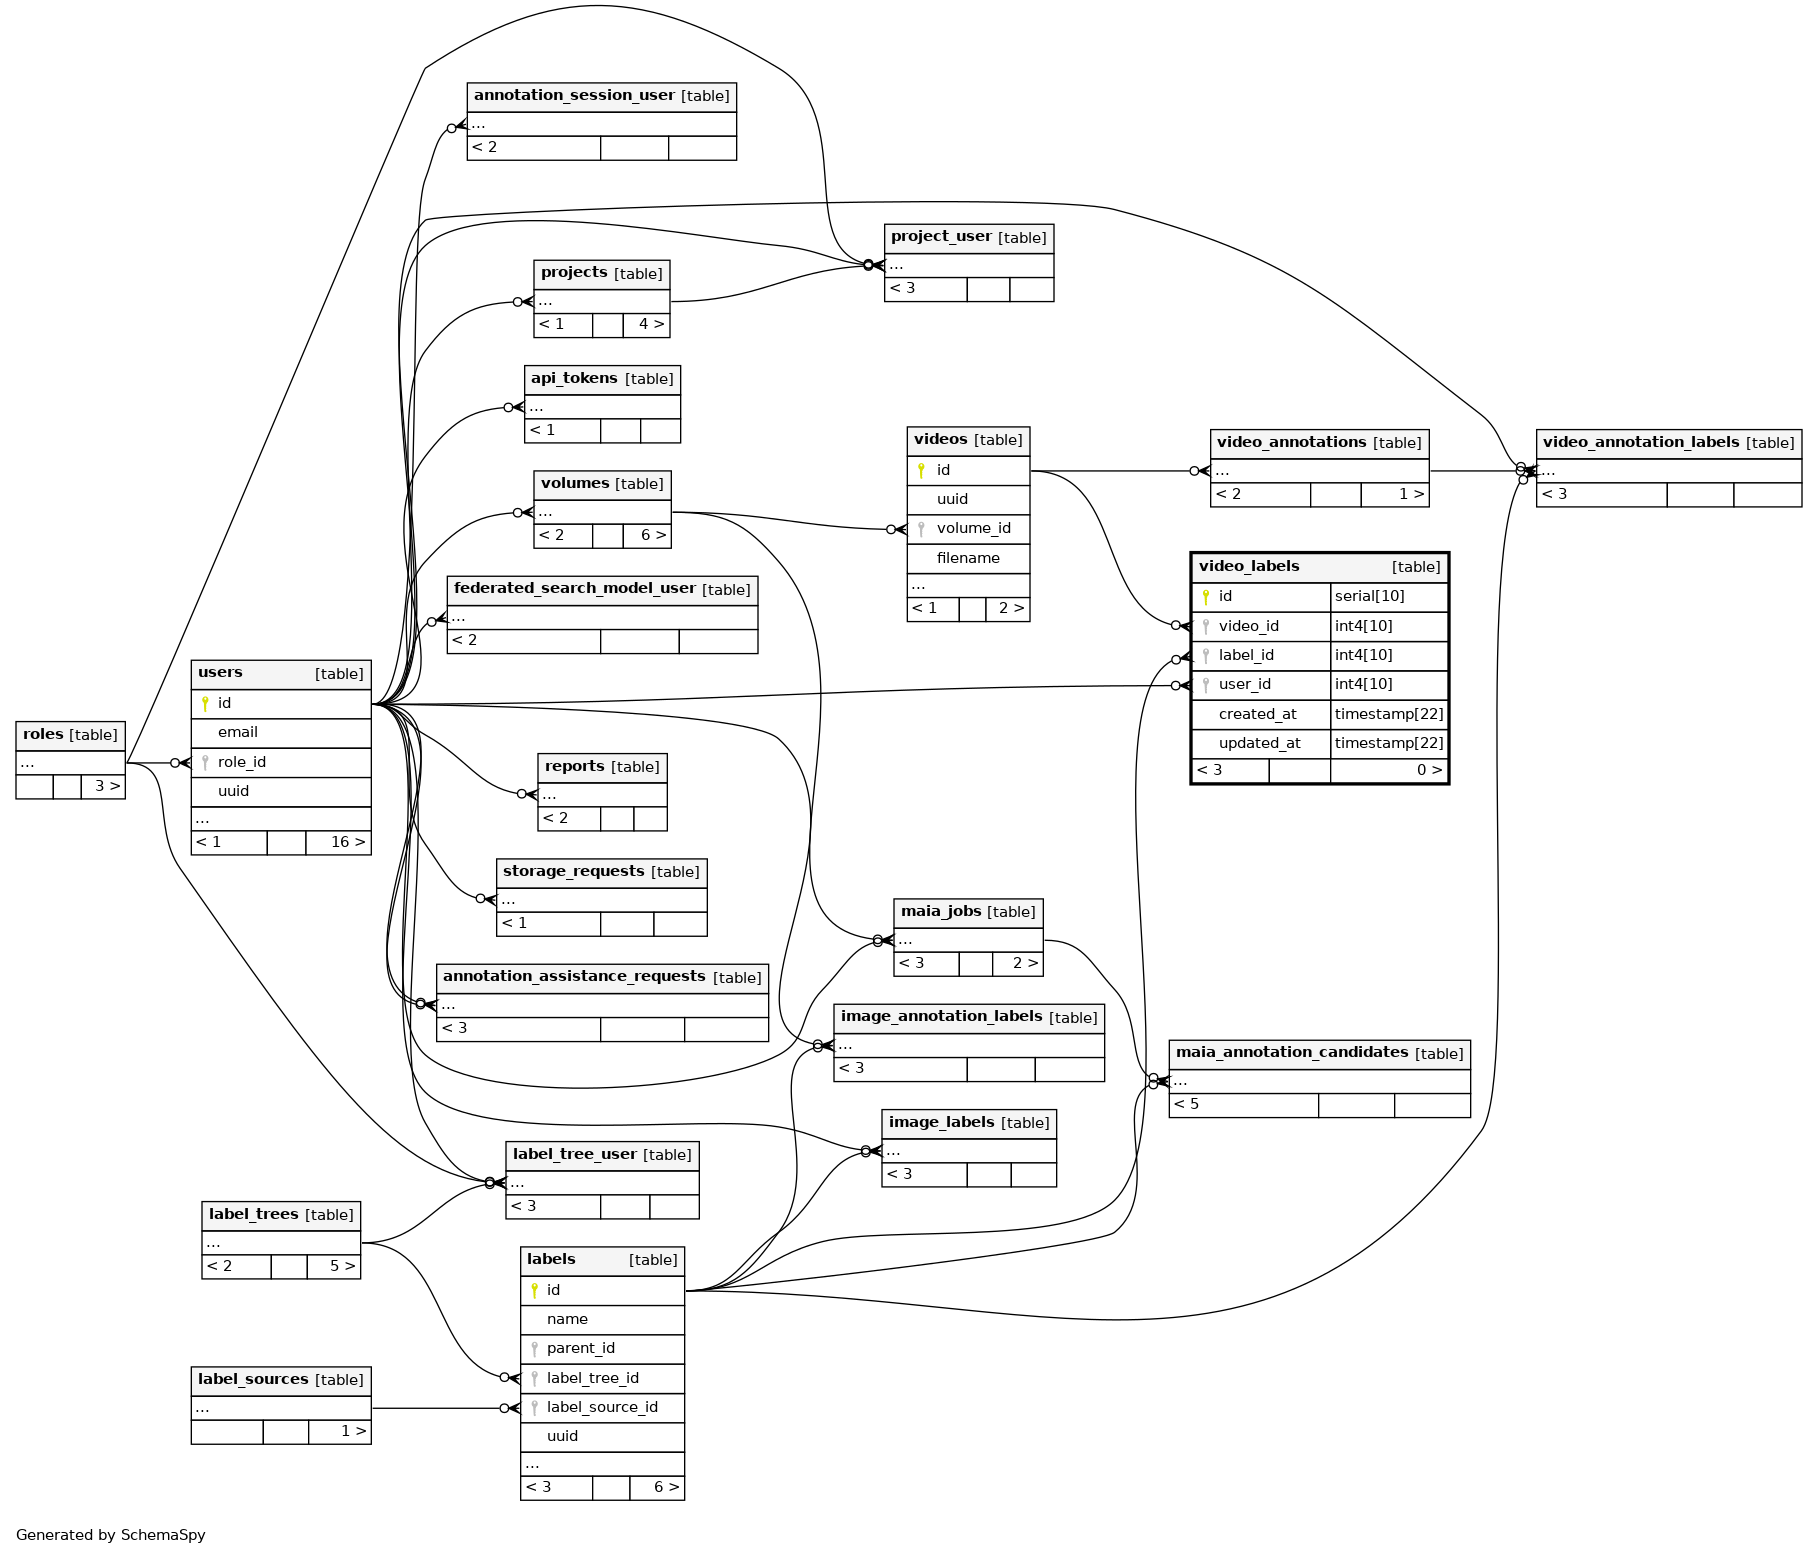 annotation_session_user [table]
...
< 2
project_user [table]
...
< 3
projects [table]
...
< 1 4 >
api_tokens [table]
...
< 1
volumes [table]
...
< 2 6 >
federated_search_model_user [table]
...
< 2
videos [table]
id
uuid
volume_id
filename
...
< 1 2 >
video_annotations [table]
...
< 2 1 >
video_annotation_labels [table]
...
< 3
video_labels [table]
id serial[10]
video_id int4[10]
label_id int4[10]
user_id int4[10]
created_at timestamp[22]
updated_at timestamp[22]
< 3 0 >
users [table]
id
email
role_id
uuid
...
< 1 16 >
roles [table]
...
3 >
reports [table]
...
< 2
storage_requests [table]
...
< 1
annotation_assistance_requests [table]
...
< 3
maia_jobs [table]
...
< 3 2 >
image_annotation_labels [table]
...
< 3
maia_annotation_candidates [table]
...
< 5
image_labels [table]
...
< 3
label_tree_user [table]
...
< 3
label_trees [table]
...
< 2 5 >
labels [table]
id
name
parent_id
label_tree_id
label_source_id
uuid
...
< 3 6 >
label_sources [table]
...
1 >
Generated by SchemaSpy